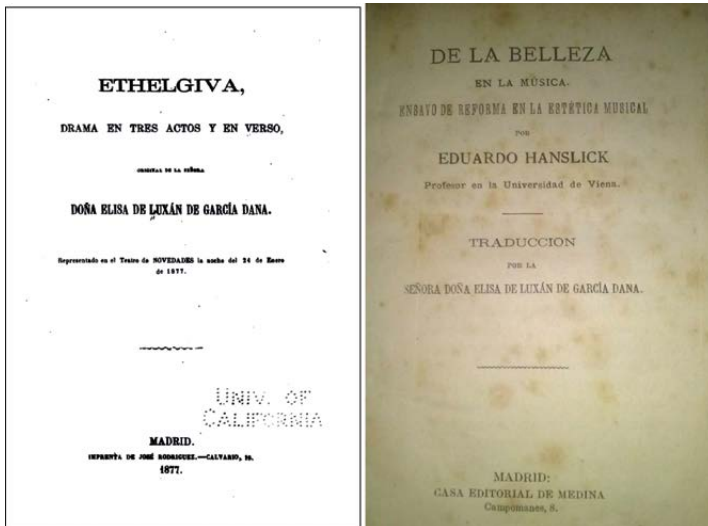 ETHELGIVA,
DRAMA EN TRES ACTOS Y EN VERSO,
ORIGINAL DE LA SEÑORA
DOÑA ELISA DE LUXÁN DE GARCÍA DANA.
Representado en el Teatro de NOVEDADES la noche del 24 de Enero
de 1877.
UNIV. OF
CALIFORNIA
MADRID.
IMPRENTA DE JOSÉ RODRIGUEZ.—CALVARIO,
1877.
DE LA BELLEZA
EN LA MÚSICA.
ENSAYO DE REFORMA EN LA ESTÉTICA MUSICAL
POR
EDUARDO HANSLICK
Profesor en la Universidad de Viena.
TRADUCCION
POR LA
SEÑORA DOÑA ELISA DE LUXÁN DE GARCÍA DANA.
MADRID:
CASA EDITORIAL DE MEDINA
Campomanes, 8.